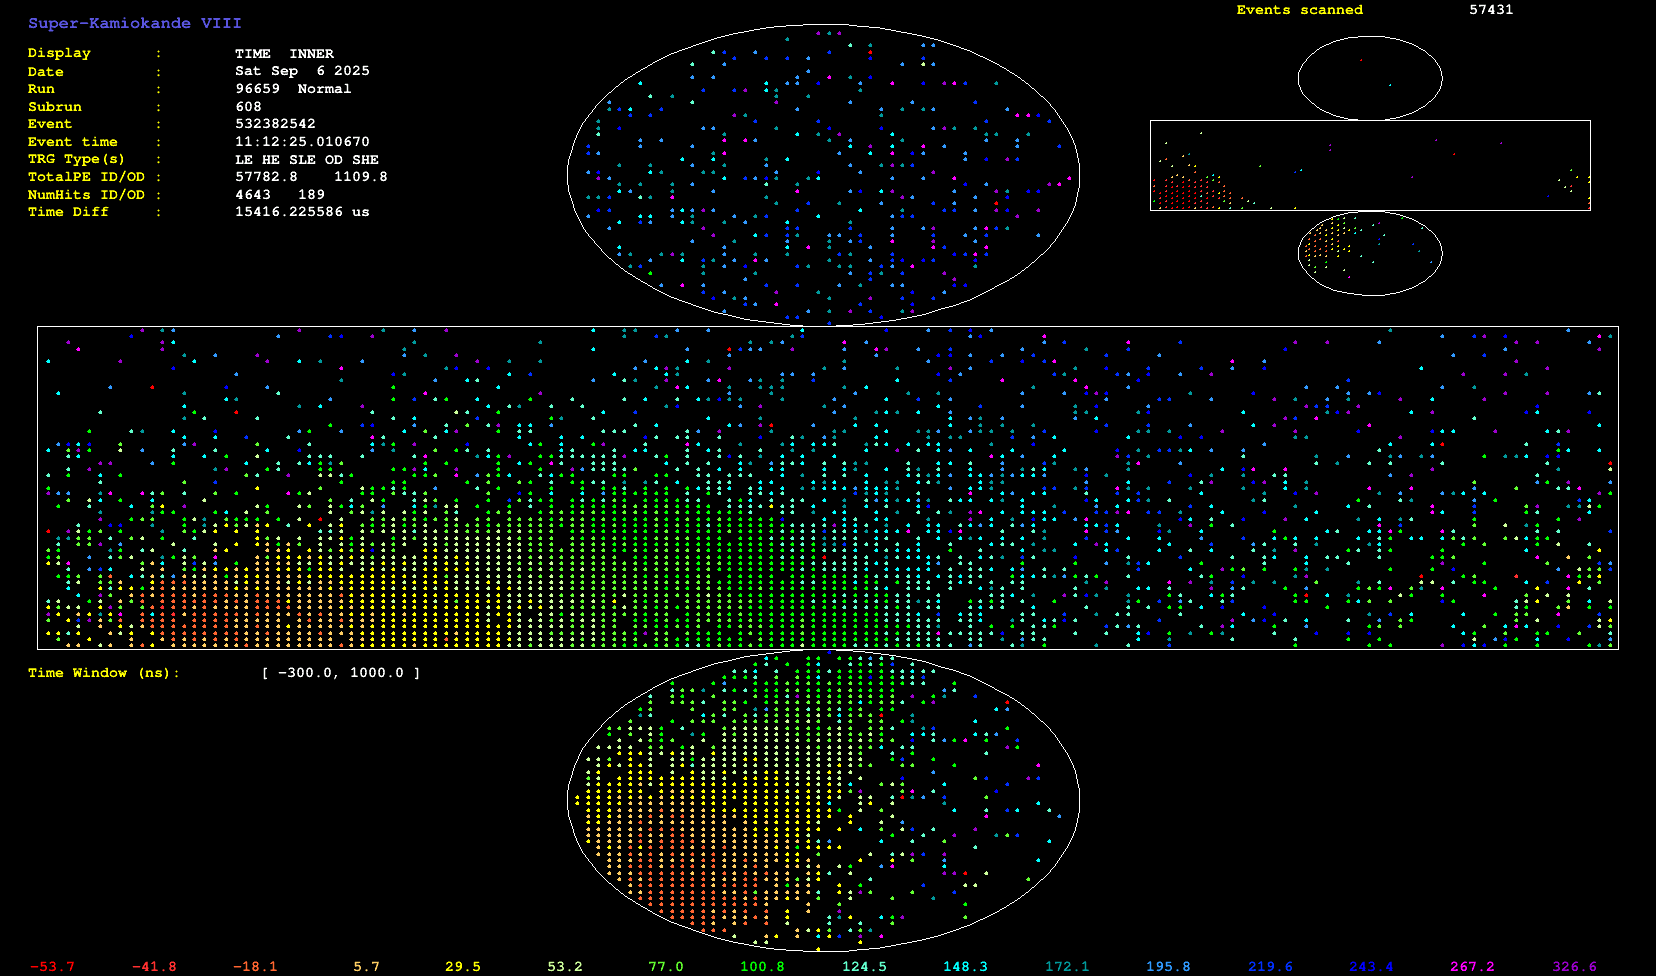 Super-Kamiokande VIII
Display : TIME INNER
Date : Sat Sep 6 2025
Run : 96659 Normal
Subrun : 608
Event : 532382542
Event time : 11:12:25.010670
TRG Type(s) : LE HE SLE OD SHE
TotalPE ID/OD : 57782.8 1109.8
NumHits ID/OD : 4643 189
Time Diff : 15416.225586 us
Events scanned 57431
Time Window (ns): [ -300.0, 1000.0 ]
-53.7 -41.8 -18.1 5.7 29.5 53.2 77.0 100.8 124.5 148.3 172.1 195.8 219.6 243.4 267.2 326.6